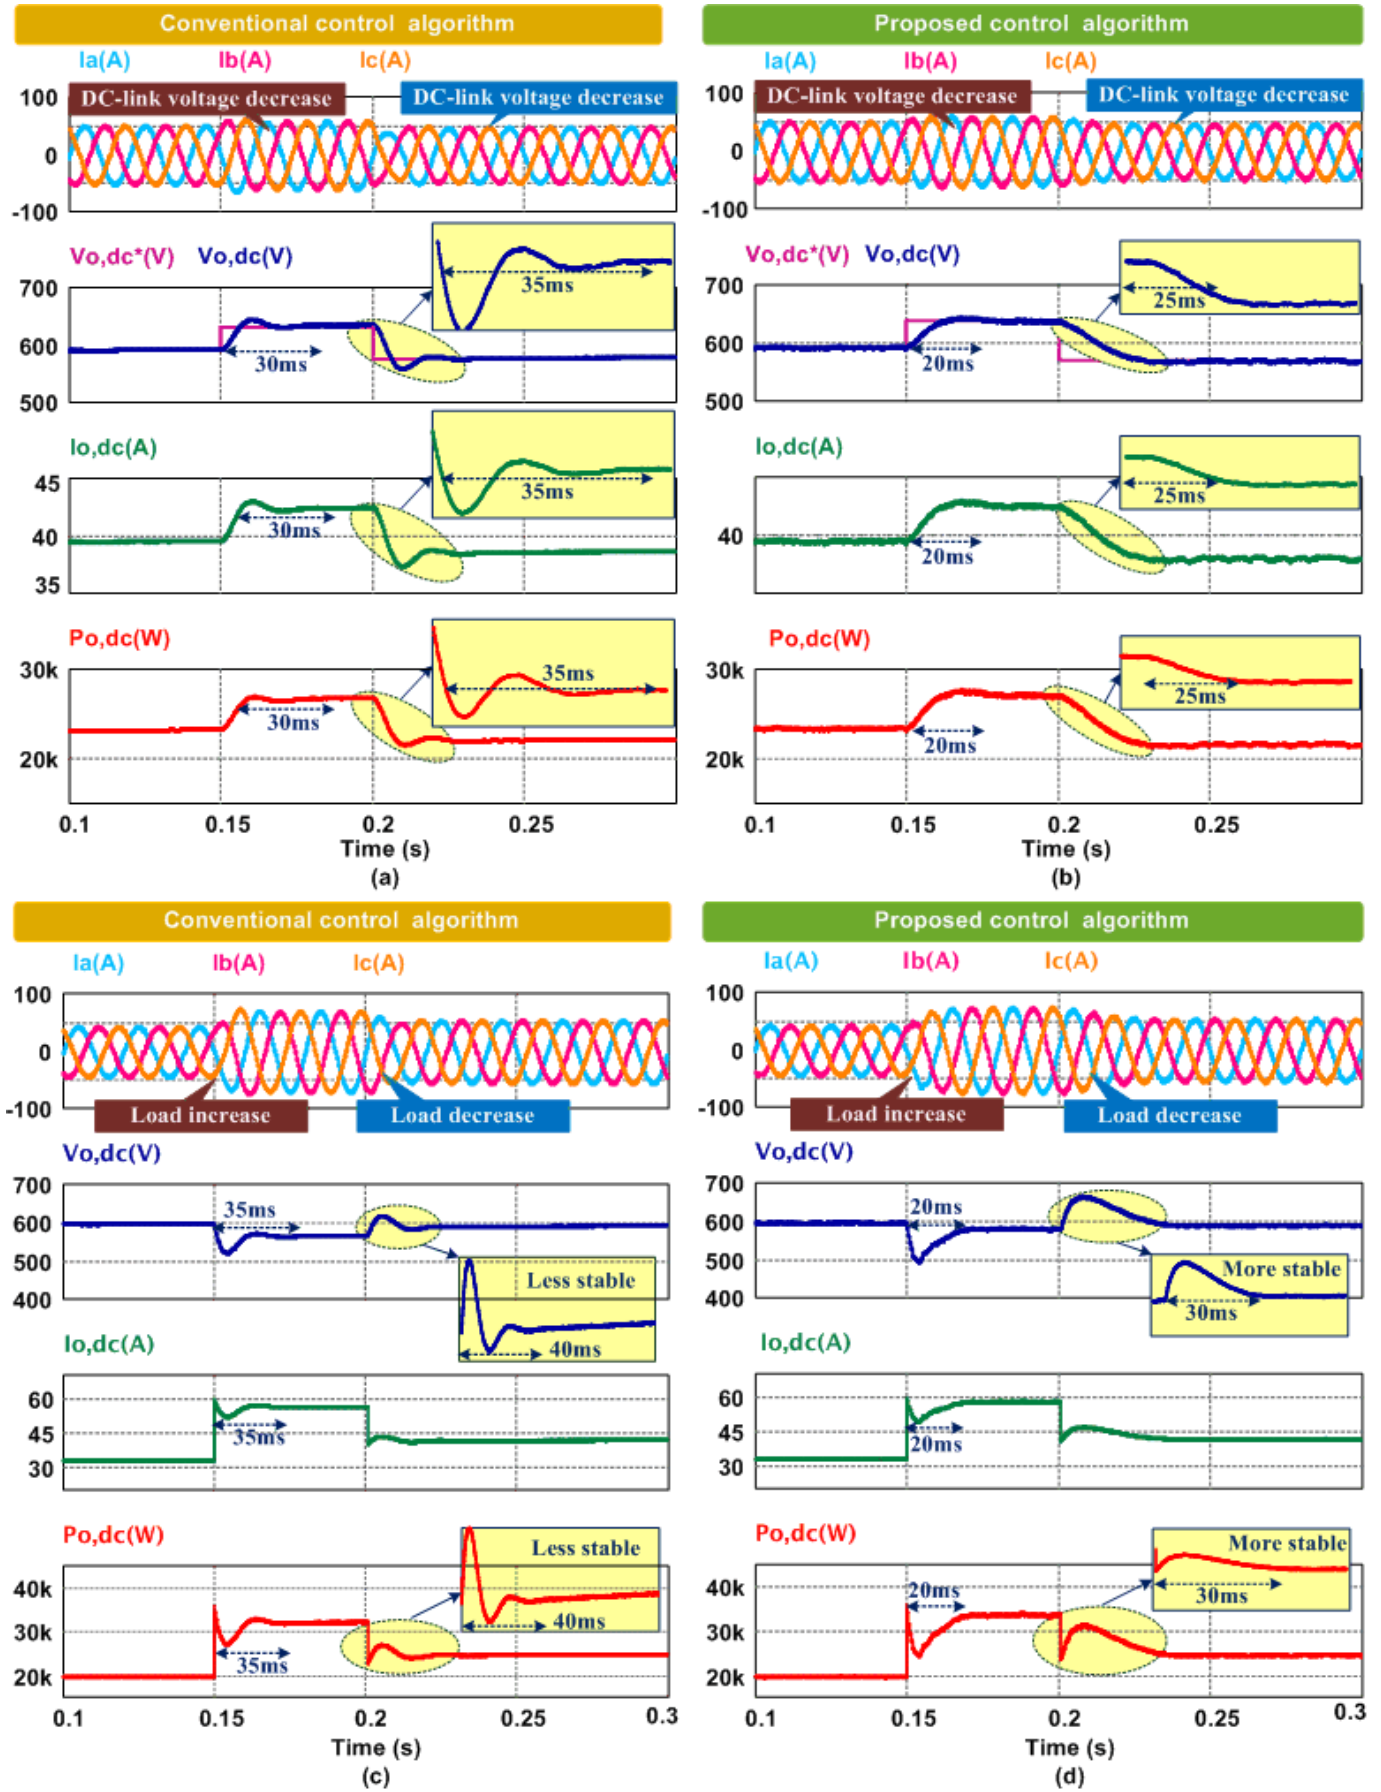 Conventional control algorithm
Ia(A) Ib(A) Ic(A)
DC-link voltage decrease DC-link voltage decrease
100
0
-100
Vo,dc*(V) Vo,dc(V)
700
600
500
35ms
30ms
Io,dc(A)
45
40
35
35ms
30ms
Po,dc(W)
30k
20k
35ms
30ms
0.1 0.15 0.2 0.25
Time (s)
(a)
Proposed control algorithm
Ia(A) Ib(A) Ic(A)
DC-link voltage decrease DC-link voltage decrease
100
0
-100
Vo,dc*(V) Vo,dc(V)
700
600
500
25ms
20ms
Io,dc(A)
40
25ms
20ms
Po,dc(W)
30k
20k
25ms
20ms
0.1 0.15 0.2 0.25
Time (s)
(b)
Conventional control algorithm
Ia(A) Ib(A) Ic(A)
100
0
-100
Load increase Load decrease
Vo,dc(V)
700
600
500
400
35ms
Less stable
40ms
Io,dc(A)
60
45
30
35ms
Po,dc(W)
40k
30k
20k
Less stable
40ms
35ms
0.1 0.15 0.2 0.25 0.3
Time (s)
(c)
Proposed control algorithm
Ia(A) Ib(A) Ic(A)
100
0
-100
Load increase Load decrease
Vo,dc(V)
700
600
500
400
20ms
More stable
30ms
Io,dc(A)
60
45
30
20ms
Po,dc(W)
40k
30k
20k
More stable
30ms
20ms
0.1 0.15 0.2 0.25 0.3
Time (s)
(d)